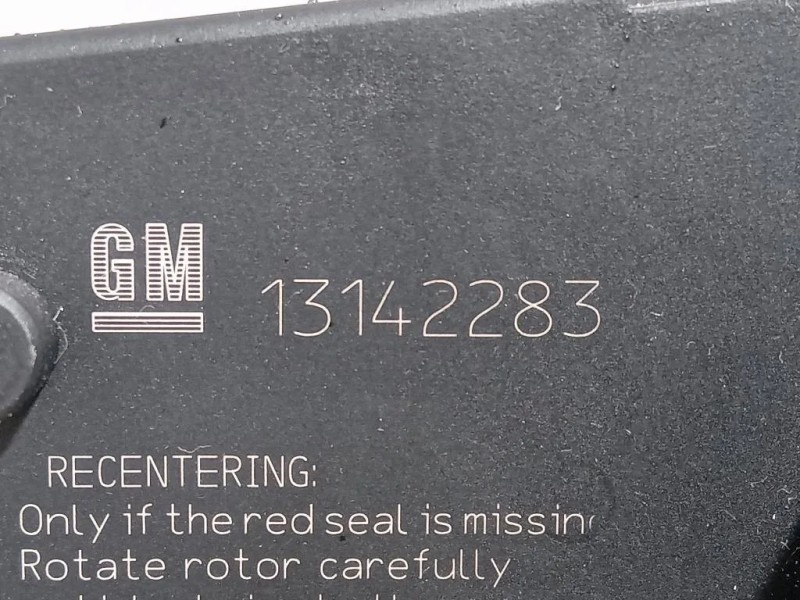 GM 13142283
RECENTERING:
Only if the red seal is missing
Rotate rotor carefully